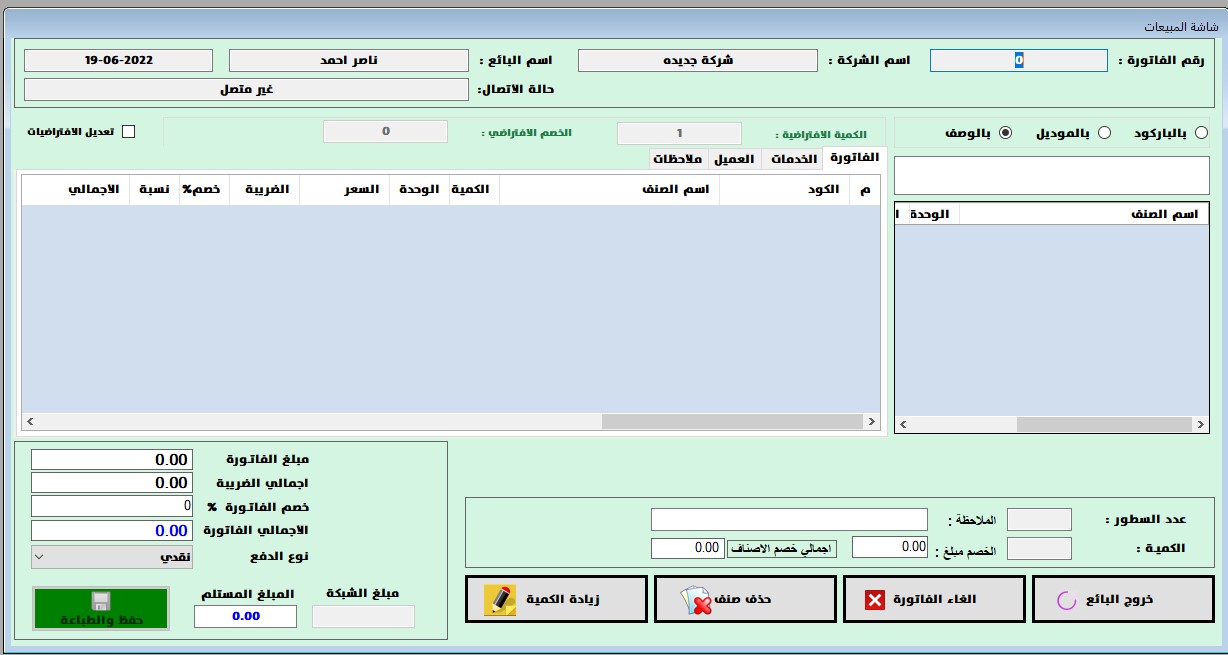 شاشة المبيعات
رقم الفاتورة : 0 اسم الشركة : شركة جديده اسم البائع : ناصر احمد 19-06-2022
حالة الاتصال: غير متصل
بالباركود بالموديل بالوصف الكمية الافتراضية : 1 الخصم الافتراضي : 0 تعديل الافتراضيات
الفاتورة الخدمات العميل ملاحظات
م الكود اسم الصنف الكمية الوحدة السعر الضريبة خصم% نسبة الاجمالي
اسم الصنف الوحدة
مبلغ الفاتورة 0.00
اجمالي الضريبة 0.00
خصم الفاتورة % 0
الاجمالي الفاتورة 0.00
نوع الدفع نقدي
عدد السطور : الملاحظة :
الكمية : الخصم مبلغ : 0.00 اجمالي خصم الاصناف 0.00
مبلغ الشبكة المبلغ المستلم
0.00
حفظ والطباعة
خروج البائع الغاء الفاتورة حذف صنف زيادة الكمية